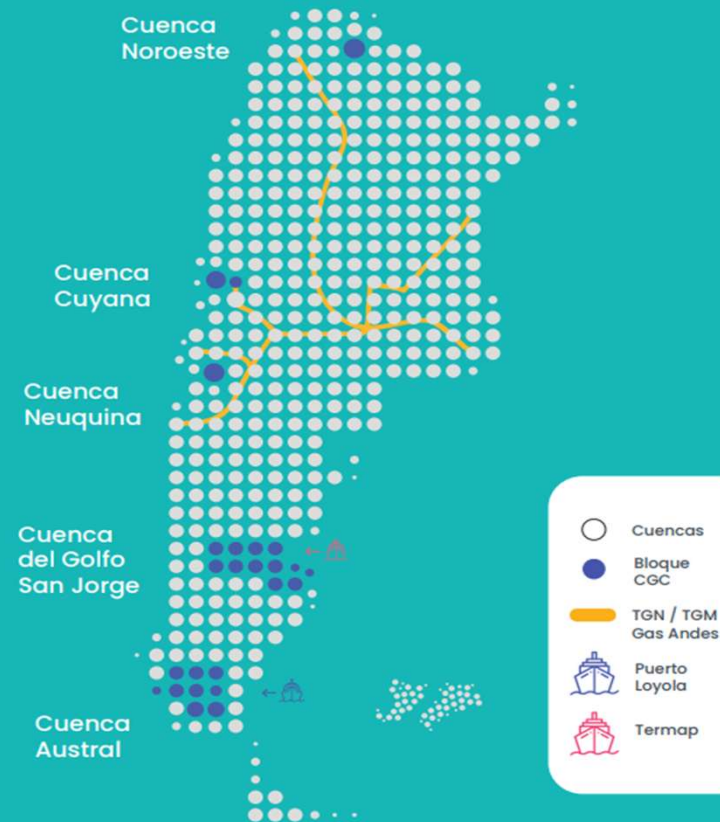 Cuenca
Noroeste
Cuenca
Cuyana
Cuenca
Neuquina
Cuenca
del Golfo
San Jorge
Cuenca
Austral
Cuencas
Bloque
CGC
TGN / TGM
Gas Andes
Puerto
Loyola
Termap